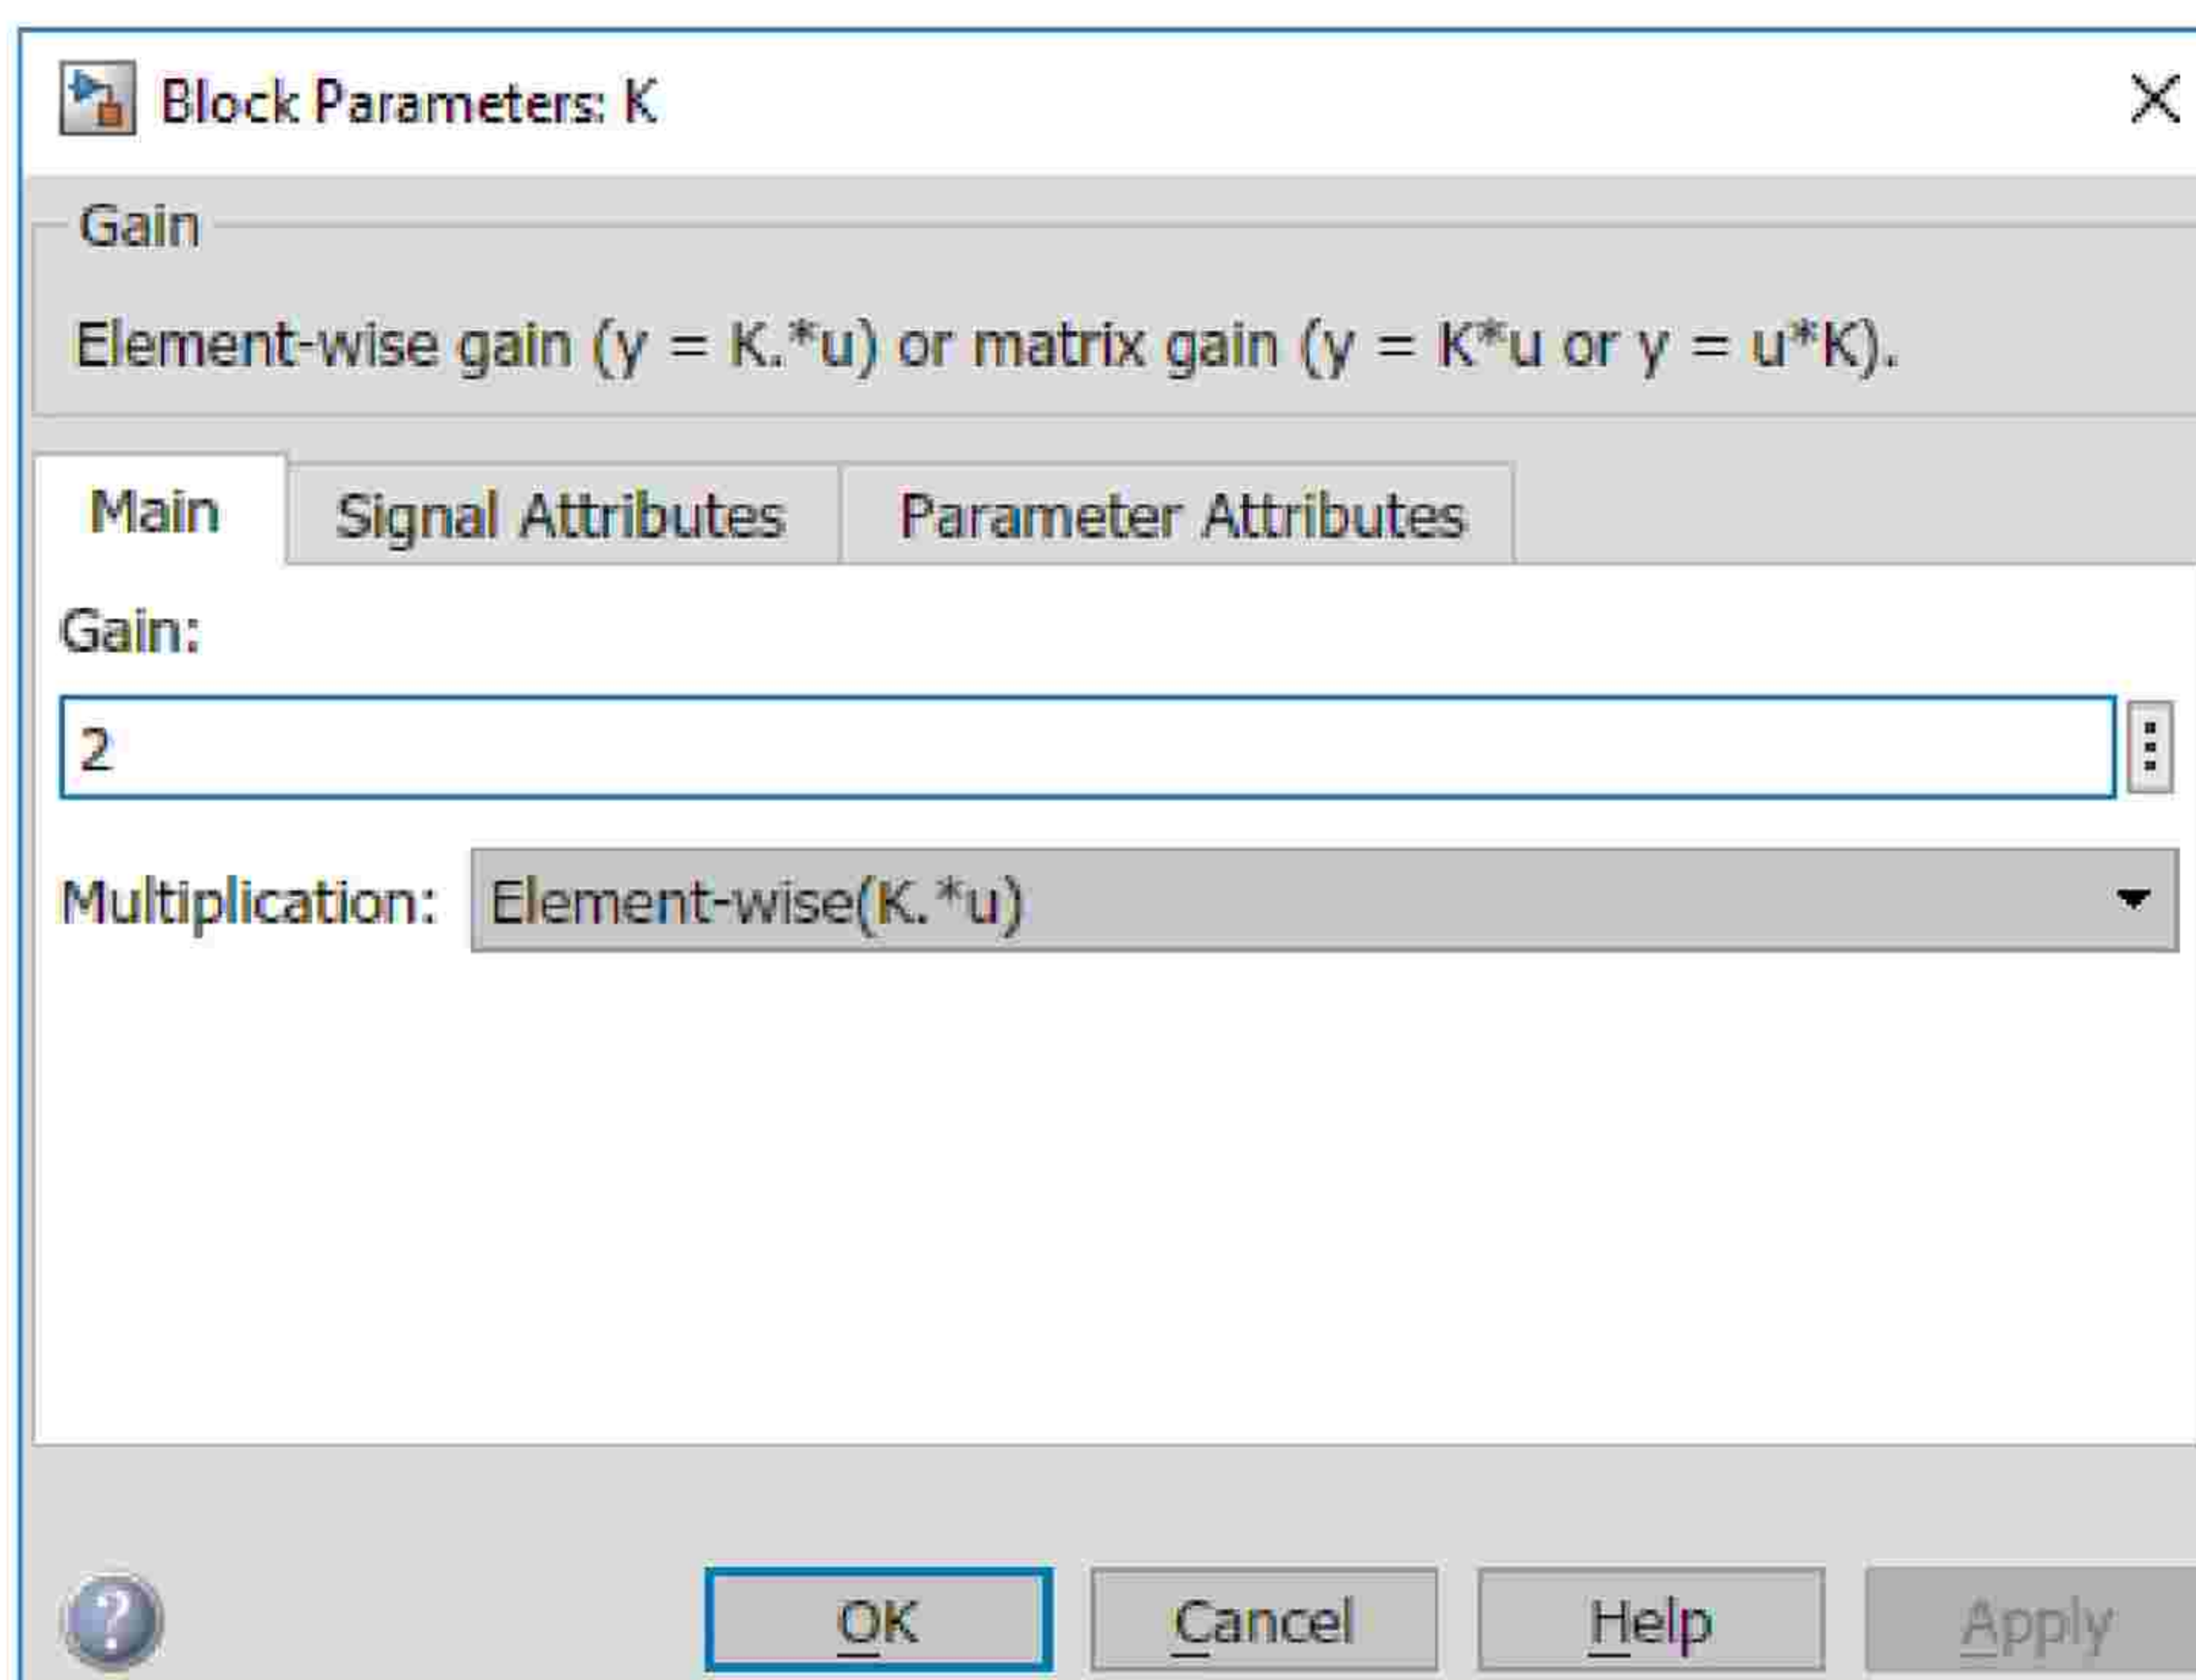 Block Parameters: K
Gain
Element-wise gain (y = K.*u) or matrix gain (y = K*u or y = u*K).
Main Signal Attributes Parameter Attributes
Gain:
2
Multiplication: Element-wise(K.*u)
? OK Cancel Help Apply